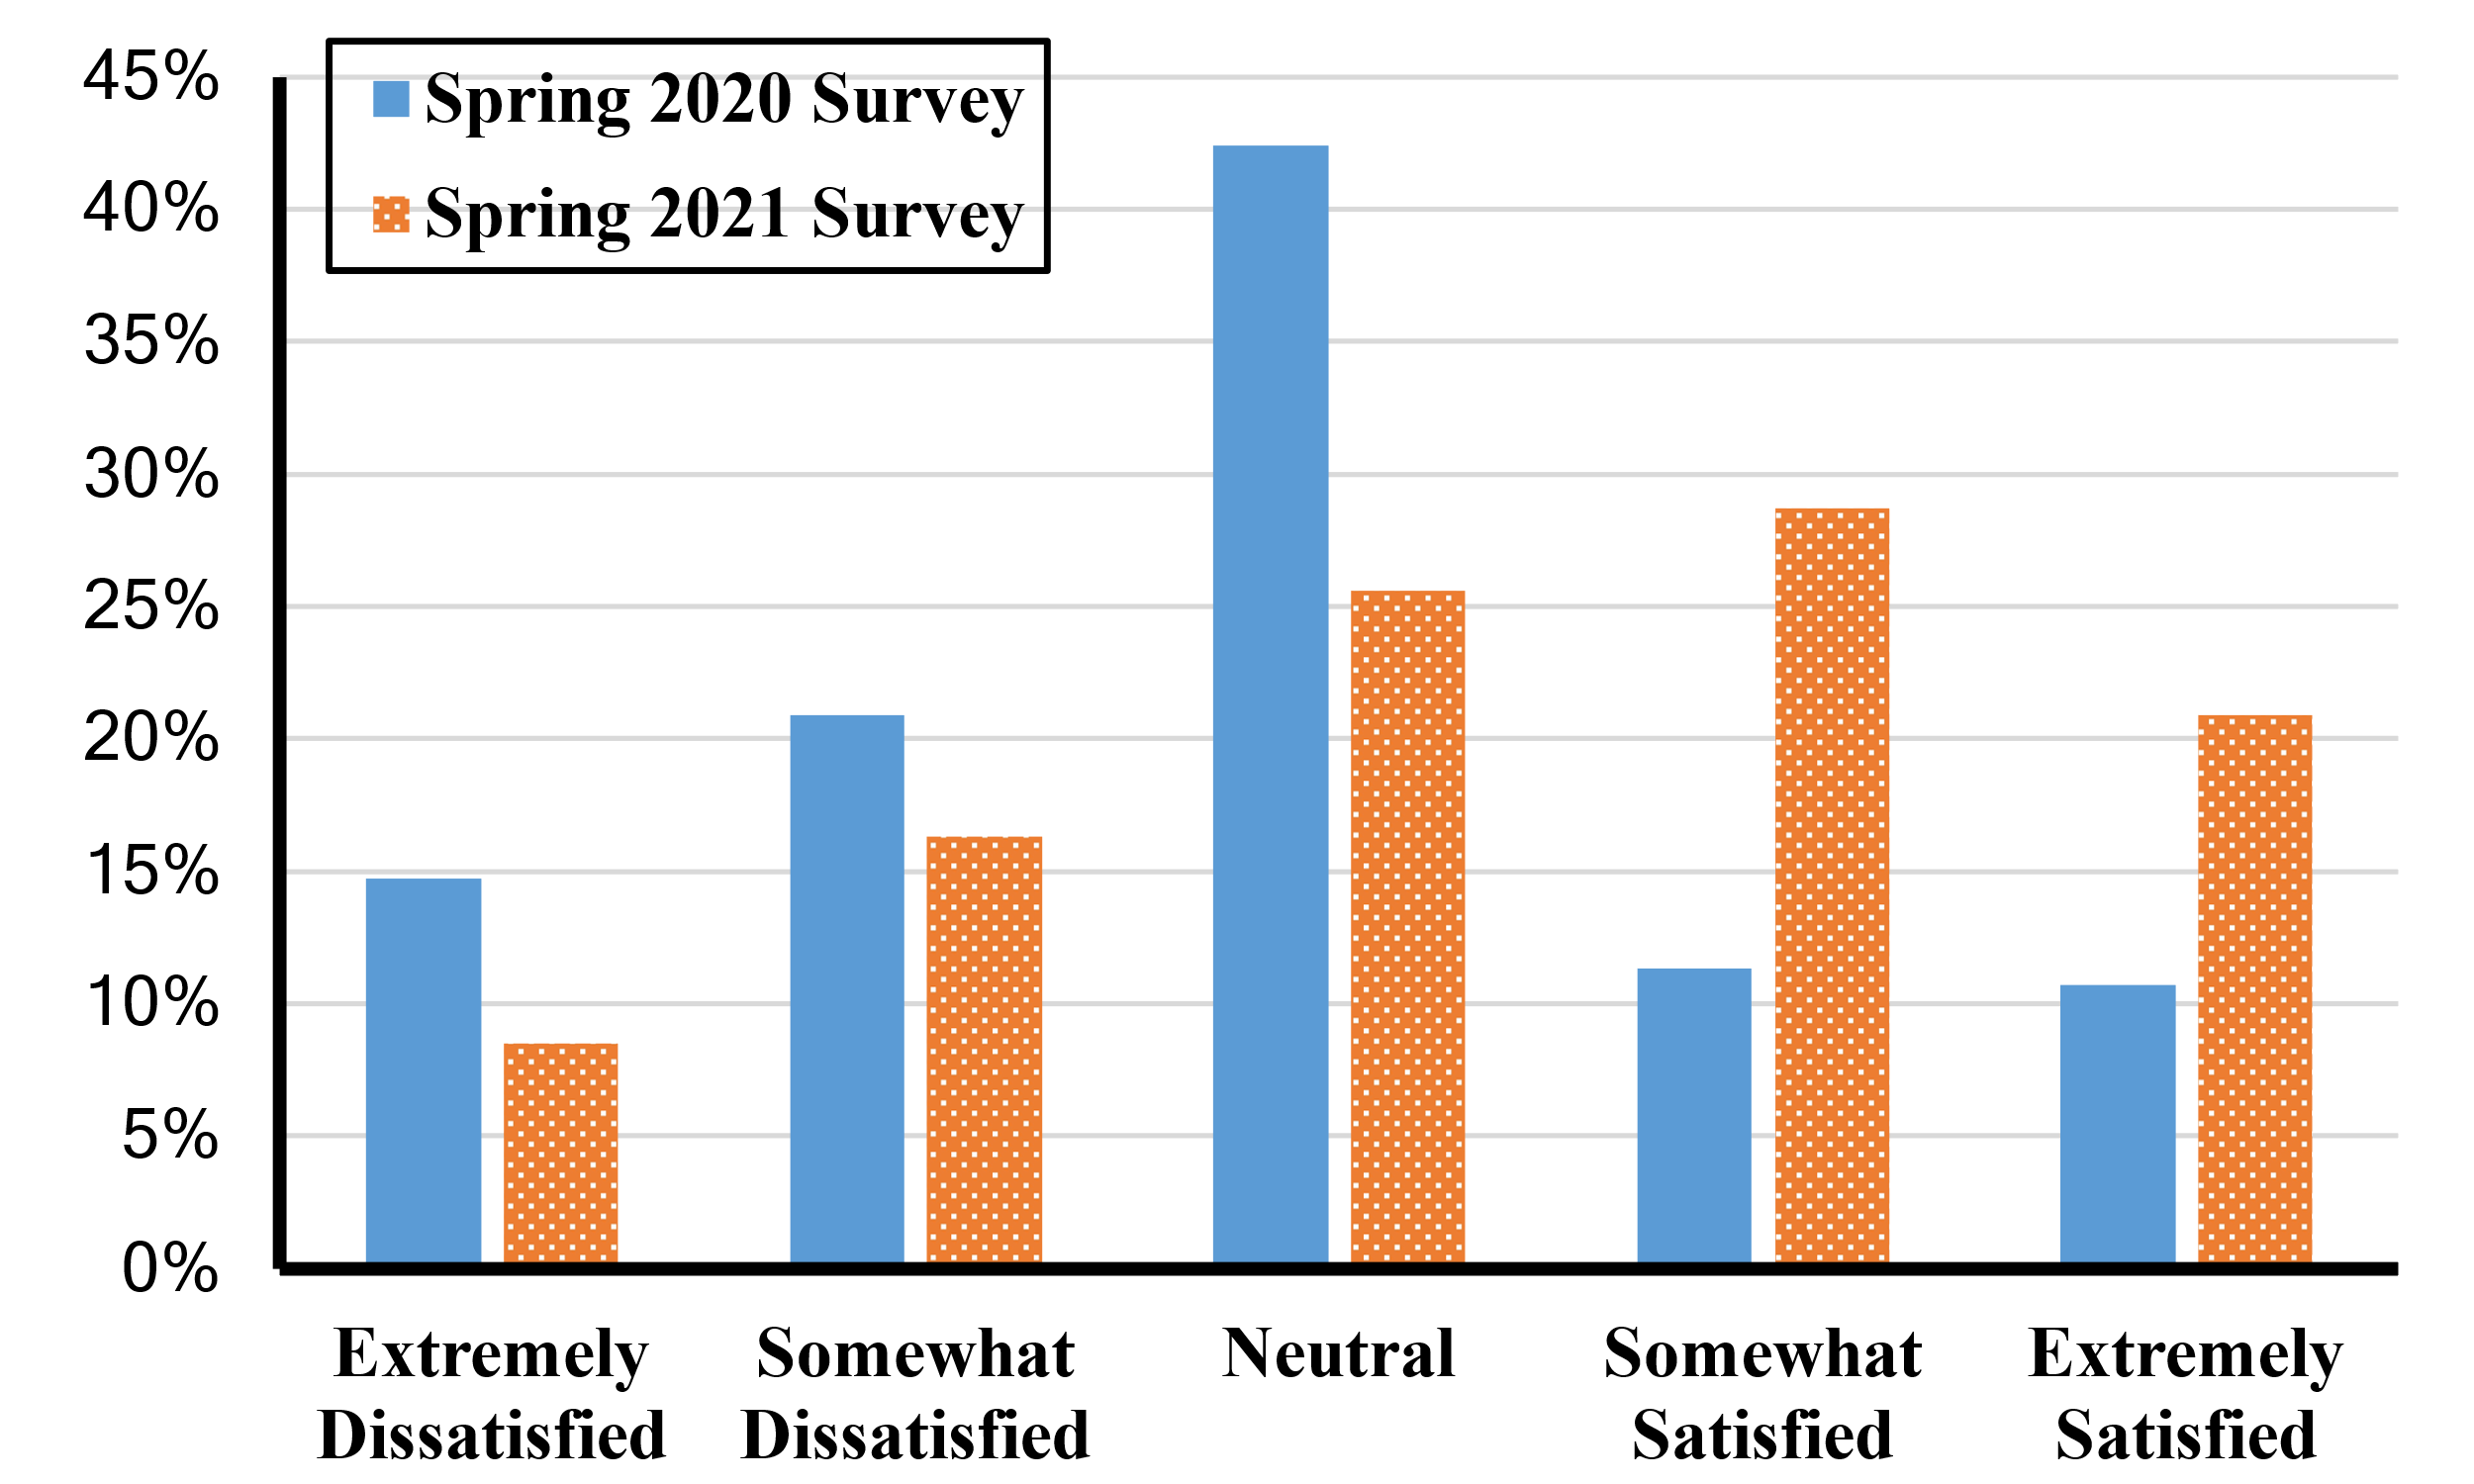 45%
40%
35%
30%
25%
20%
15%
10%
5%
0%
Spring 2020 Survey
Spring 2021 Survey
Extremely Dissatisfied
Somewhat Dissatisfied
Neutral
Somewhat Satisfied
Extremely Satisfied